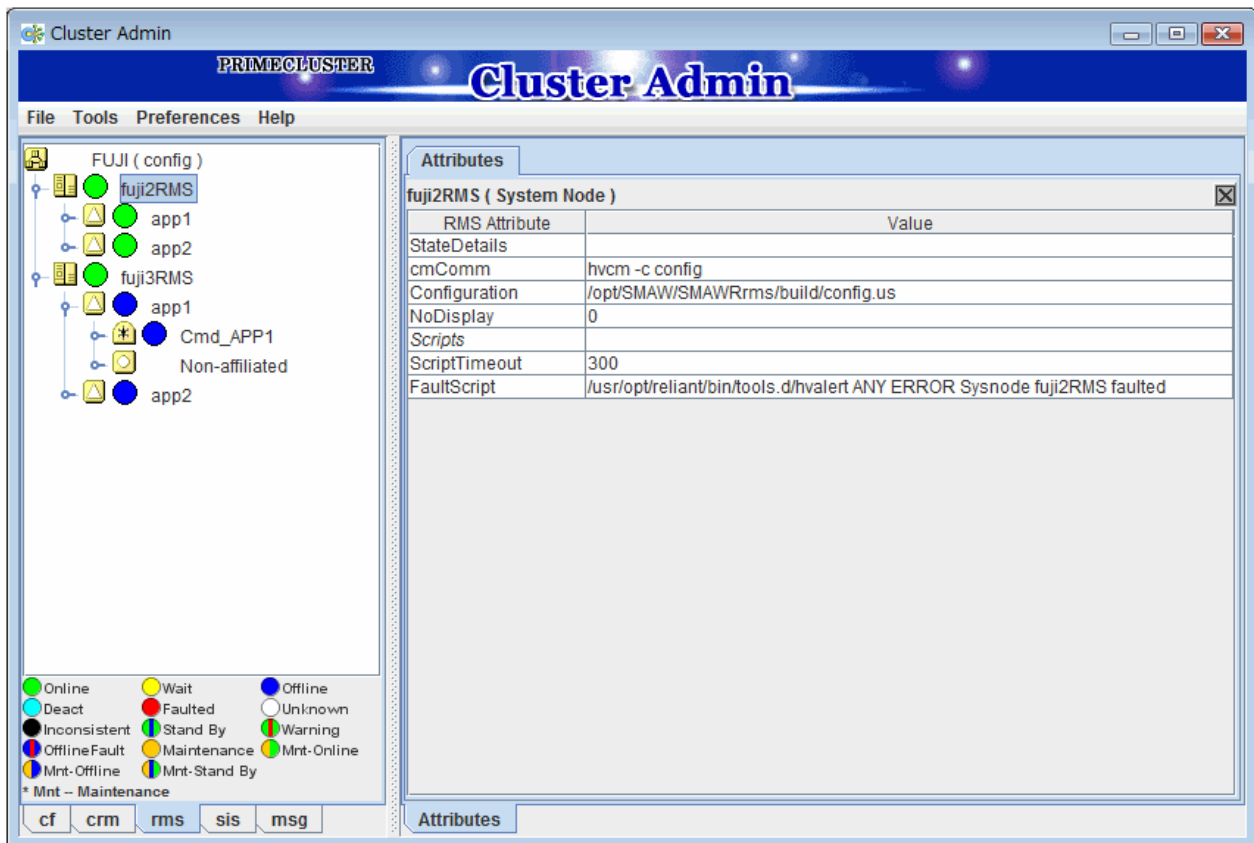 Cluster Admin
PRIMECLUSTER
Cluster Admin
File Tools Preferences Help
FUJI ( config )
fuji2RMS
app1
app2
fuji3RMS
app1
Cmd_APP1
Non-affiliated
app2
Online Wait Offline
Deact Faulted Unknown
Inconsistent Stand By Warning
OfflineFault Maintenance Mnt-Online
Mnt-Offline Mnt-Stand By
* Mnt -- Maintenance
cf crm rms sis msg
Attributes
fuji2RMS ( System Node )
RMS Attribute Value
StateDetails
cmComm hvcm -c config
Configuration /opt/SMAW/SMAWRrms/build/config.us
NoDisplay 0
Scripts
ScriptTimeout 300
FaultScript /usr/opt/reliant/bin/tools.d/hvalert ANY ERROR Sysnode fuji2RMS faulted
Attributes